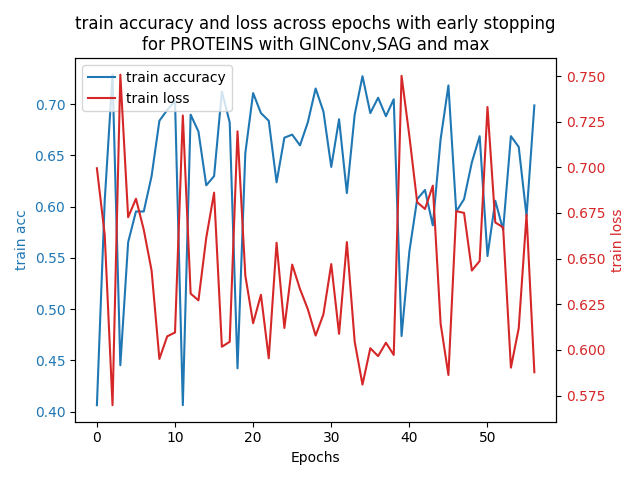 train accuracy and loss across epochs with early stopping
for PROTEINS with GINConv,SAG and max
train accuracy
train loss
0.70
0.65
0.60
0.55
0.50
0.45
0.40
train acc
0.750
0.725
0.700
0.675
0.650
0.625
0.600
0.575
train loss
0 10 20 30 40 50
Epochs